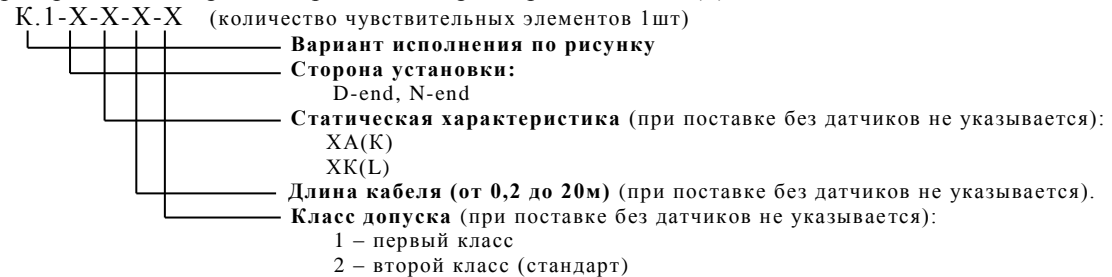 К.1-Х-Х-Х-Х (количество чувствительных элементов 1шт)
Вариант исполнения по рисунку
Сторона установки:
D-end, N-end
Статическая характеристика (при поставке без датчиков не указывается):
ХА(К)
ХК(L)
Длина кабеля (от 0,2 до 20м) (при поставке без датчиков не указывается).
Класс допуска (при поставке без датчиков не указывается):
1 – первый класс
2 – второй класс (стандарт)